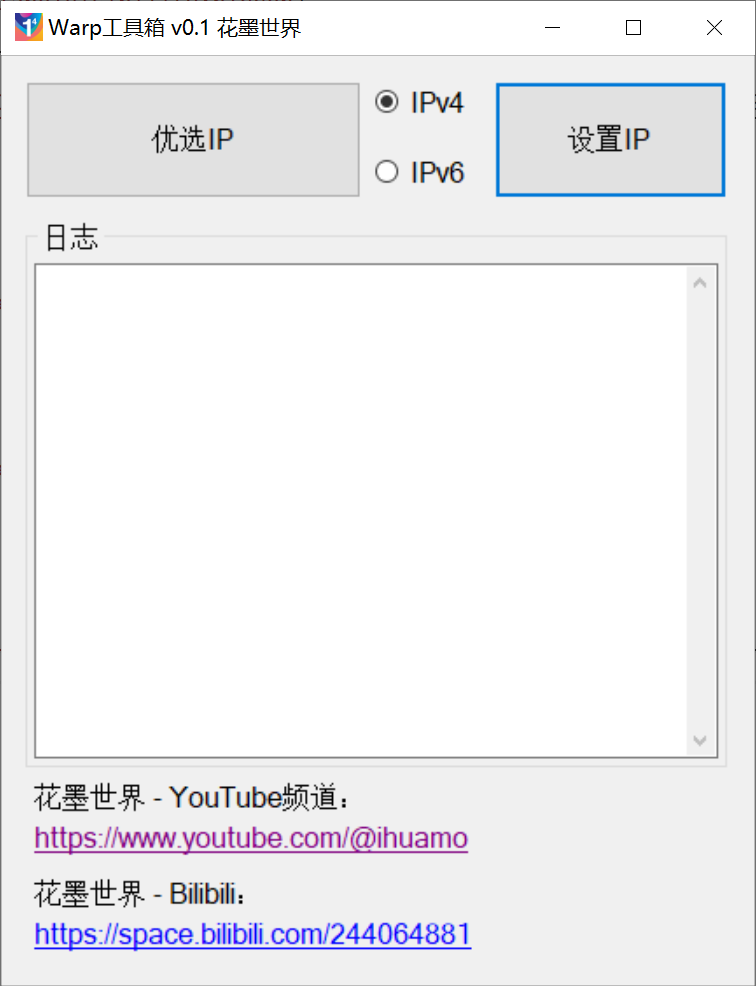 Warp工具箱 v0.1 花墨世界
优选IP
IPv4
IPv6
设置IP
日志
花墨世界 - YouTube频道：
https://www.youtube.com/@ihuamo
花墨世界 - Bilibili：
https://space.bilibili.com/244064881